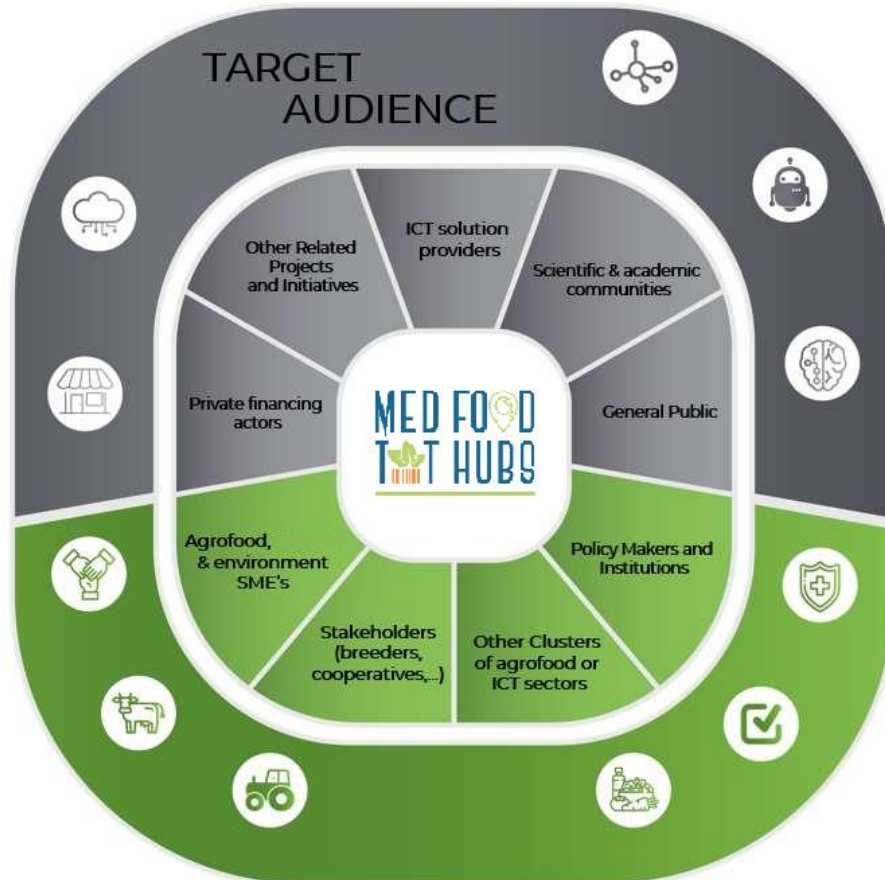 TARGET
AUDIENCE
Other Related
Projects
and Initiatives
ICT solution
providers
Scientific & academic
communities
Private financing
actors
General Public
MED FOOD
TTT HUBS
Agrofood,
& environment
SME's
Policy Makers and
Institutions
Stakeholders
(breeders,
cooperatives,...)
Other Clusters
of agrofood or
ICT sectors